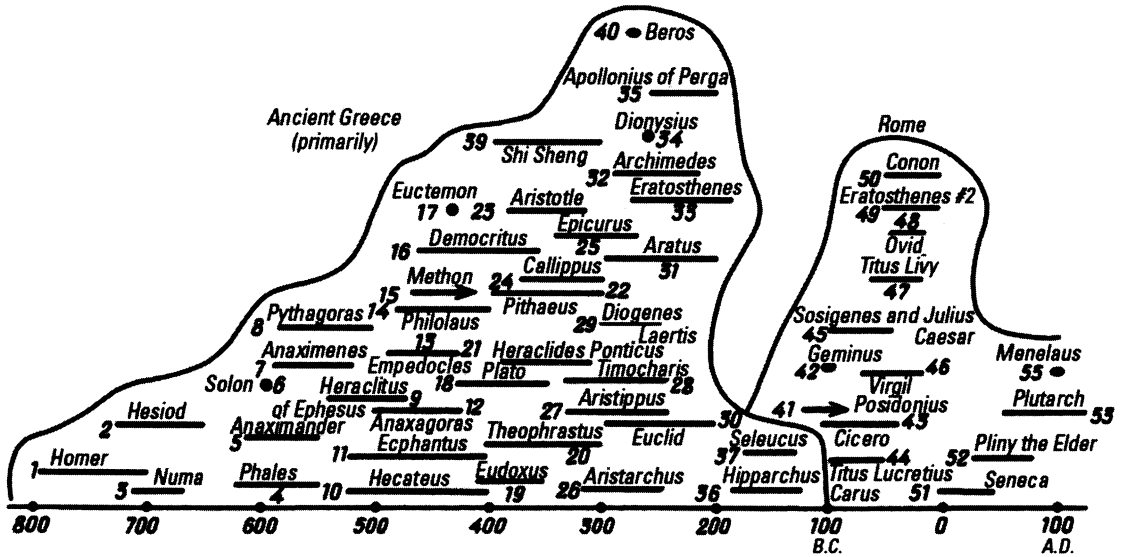 40 Beros
Apollonius of Perga
35
Ancient Greece
(primarily)
Dionysius
34
Rome
39
Shi Sheng
Archimedes
32
Conon
50
Euctemon
17
23
Aristotle
Eratosthenes
33
Eratosthenes #2
49
48
Ovid
Epicurus
25
16
Democritus
Aratus
31
Titus Livy
47
Methon
15
24
Callippus
22
Pithaeus
8
Pythagoras
14
Philolaus
29
Diogenes
Laertis
Sosigenes and Julius
45
Caesar
Anaximenes
7
13
21
Empedocles
Heraclides Ponticus
Geminus
42
46
Virgil
Menelaus
55
Solon
6
18
Plato
Timocharis
28
Heraclitus
9
of Ephesus
Hesiod
2
Anaximander
5
12
Anaxagoras
27
Aristippus
30
41
Posidonius
43
Plutarch
53
Ecphantus
11
Theophrastus
20
Euclid
Seleucus
37
Cicero
44
Pliny the Elder
52
1
Homer
3
Numa
Phales
4
10
Hecateus
Eudoxus
19
26
Aristarchus
36
Hipparchus
Titus Lucretius
Carus
51
Seneca
800 700 600 500 400 300 200 100 0 100
B.C. A.D.